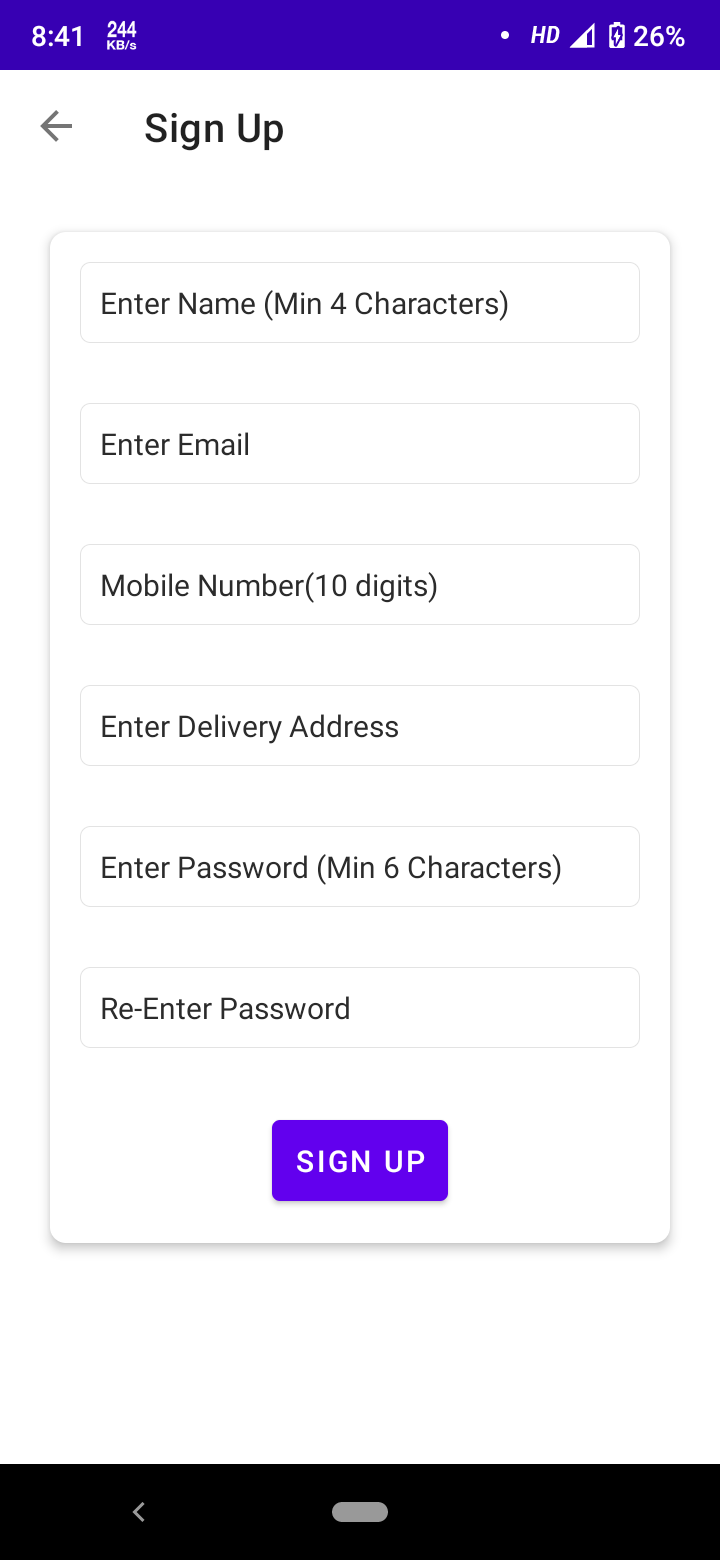 8:41 244 KB/s HD 26%
Sign Up
Enter Name (Min 4 Characters)
Enter Email
Mobile Number(10 digits)
Enter Delivery Address
Enter Password (Min 6 Characters)
Re-Enter Password
SIGN UP